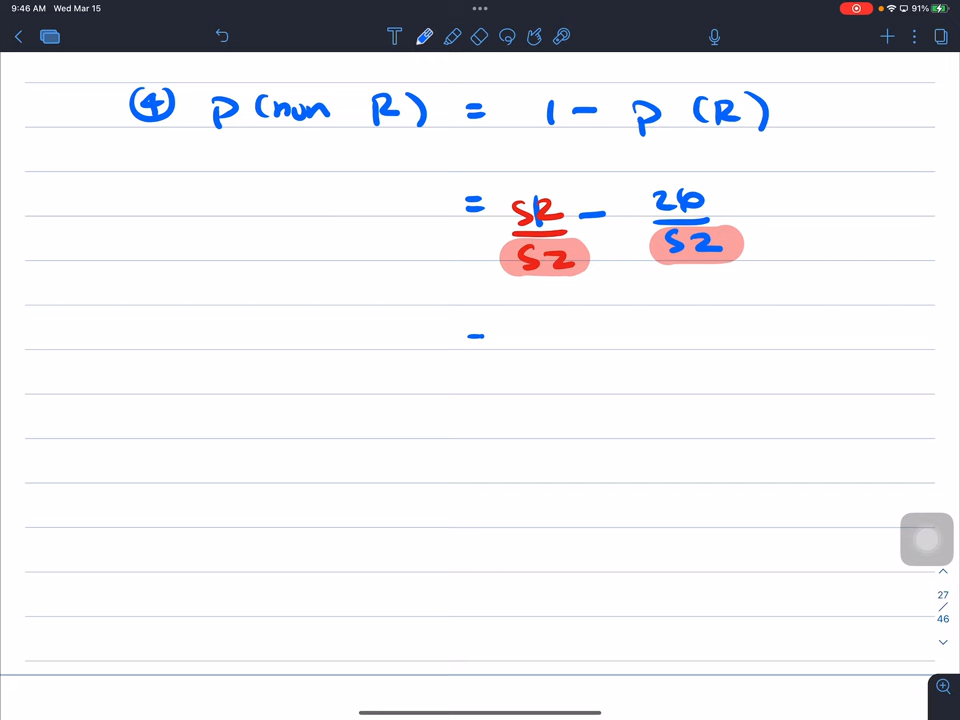 9:46 AM Wed Mar 15 91%
④ P (non R) = 1 - P (R)
= 52/52 - 26/52
-
27
/
46